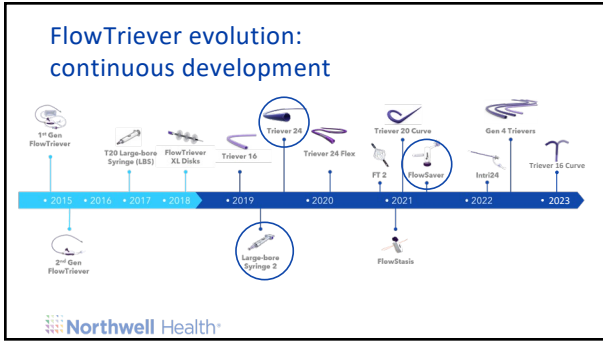 FlowTriever evolution:
continuous development
1st Gen
FlowTriever
T20 Large-bore
Syringe (LBS)
FlowTriever
XL Disks
Triever 16
Triever 24
Triever 24 Flex
FT 2
Triever 20 Curve
FlowSaver
Gen 4 Trievers
Intri24
Triever 16 Curve
• 2015 • 2016 • 2017 • 2018 • 2019 • 2020 • 2021 • 2022 • 2023
2nd Gen
FlowTriever
Large-bore
Syringe 2
FlowStasis
Northwell Health®